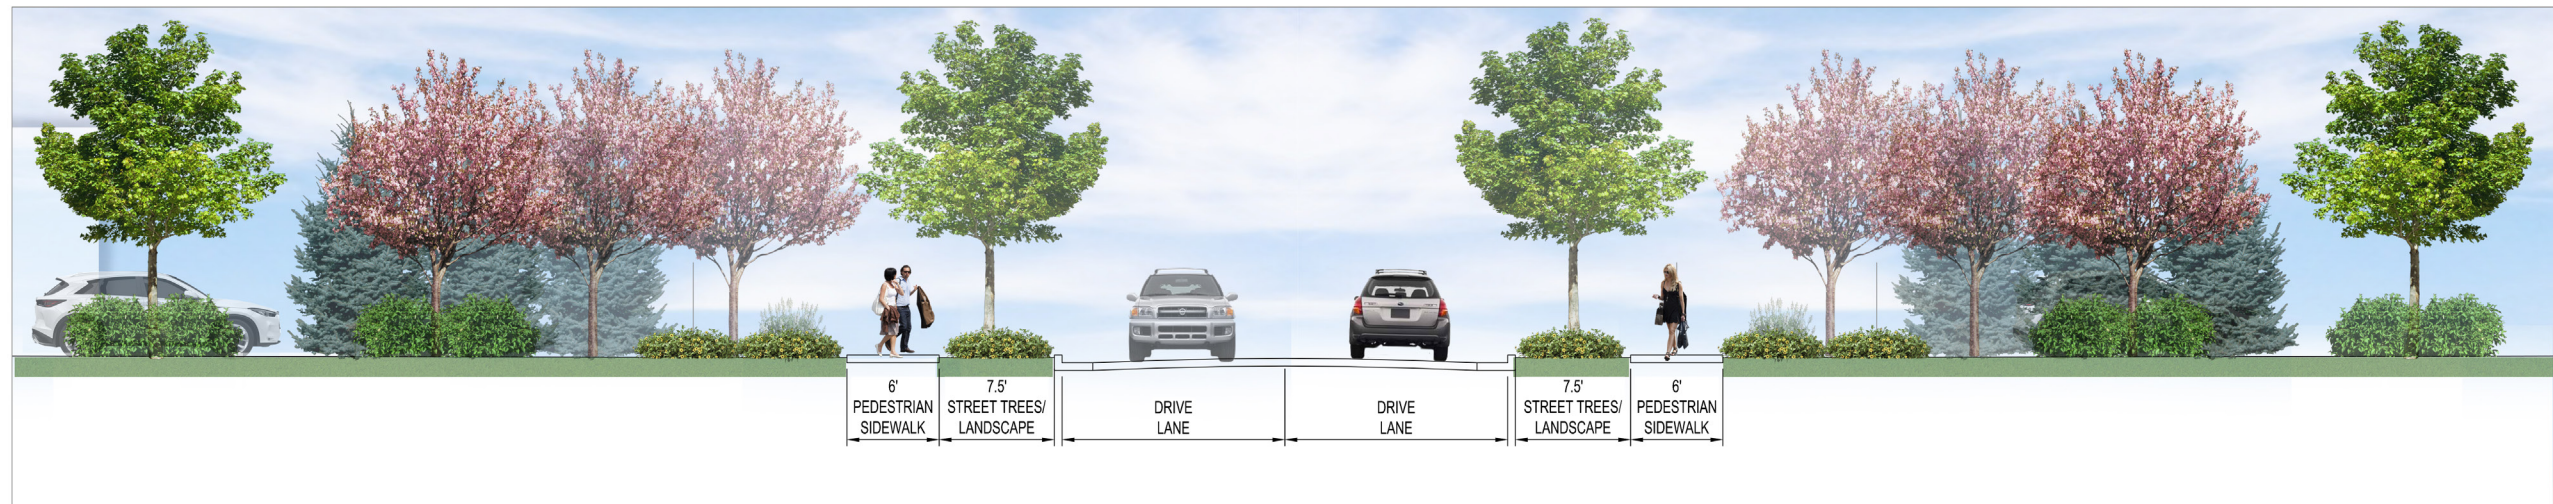 6'
PEDESTRIAN
SIDEWALK
7.5'
STREET TREES/
LANDSCAPE
DRIVE
LANE
DRIVE
LANE
7.5'
STREET TREES/
LANDSCAPE
6'
PEDESTRIAN
SIDEWALK